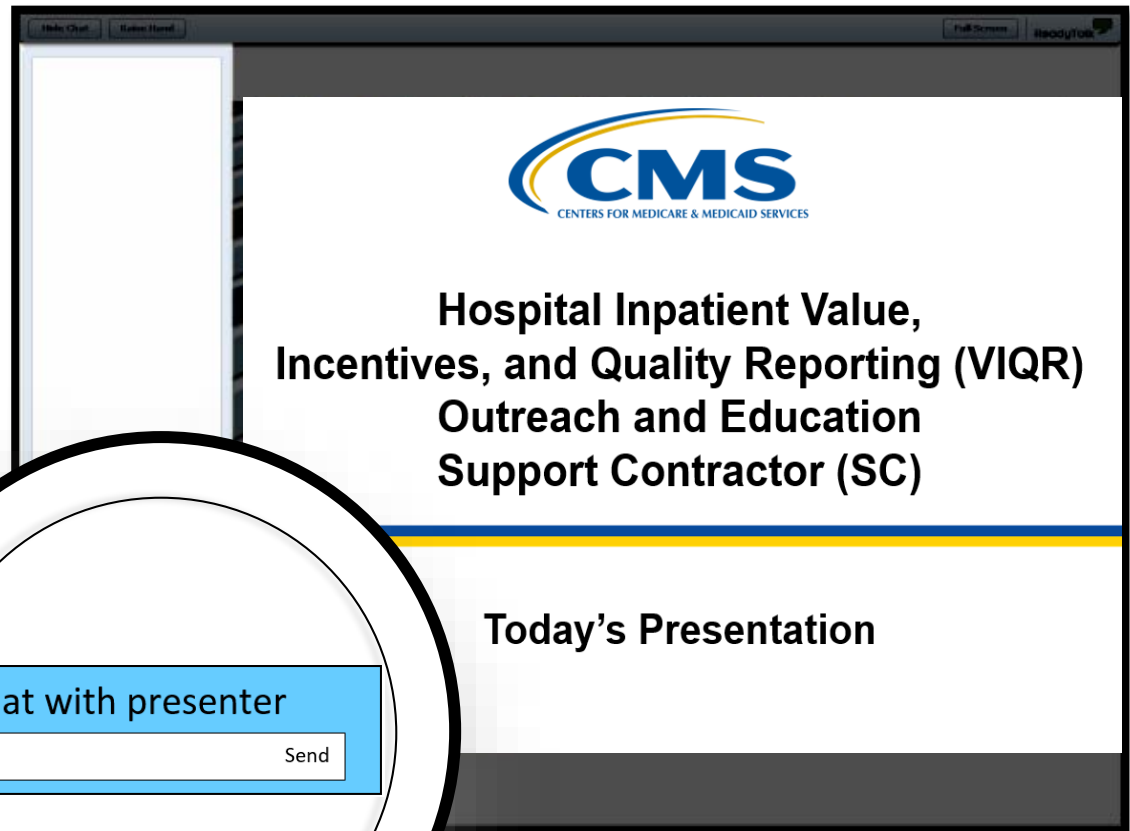 Hide Chat
Raise Hand
Full Screen
ReadyTalk
CMS
CENTERS FOR MEDICARE & MEDICAID SERVICES
Hospital Inpatient Value,
Incentives, and Quality Reporting (VIQR)
Outreach and Education
Support Contractor (SC)
Today’s Presentation
at with presenter
Send